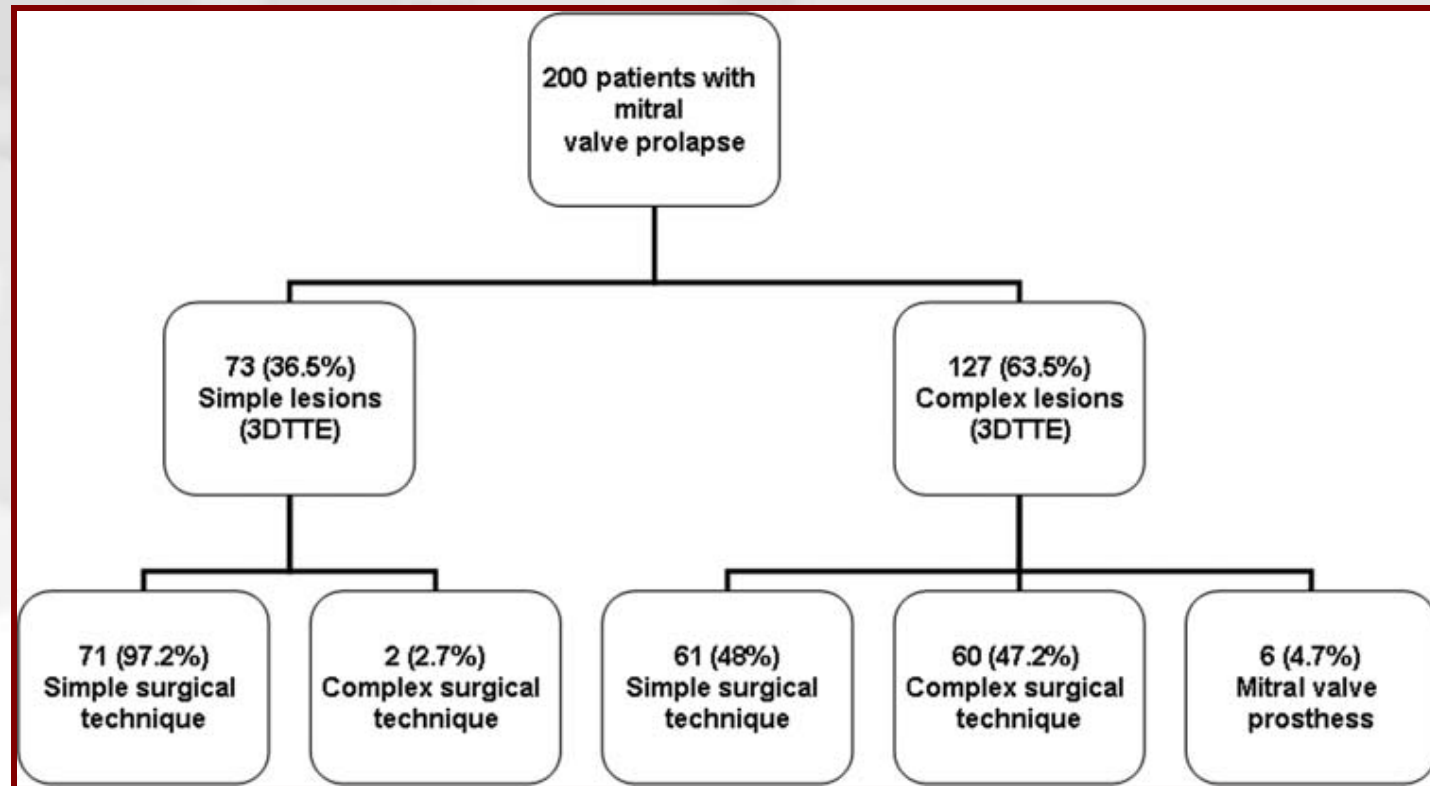 200 patients with
mitral
valve prolapse
73 (36.5%)
Simple lesions
(3DTTE)
127 (63.5%)
Complex lesions
(3DTTE)
71 (97.2%)
Simple surgical
technique
2 (2.7%)
Complex surgical
technique
61 (48%)
Simple surgical
technique
60 (47.2%)
Complex surgical
technique
6 (4.7%)
Mitral valve
prosthess